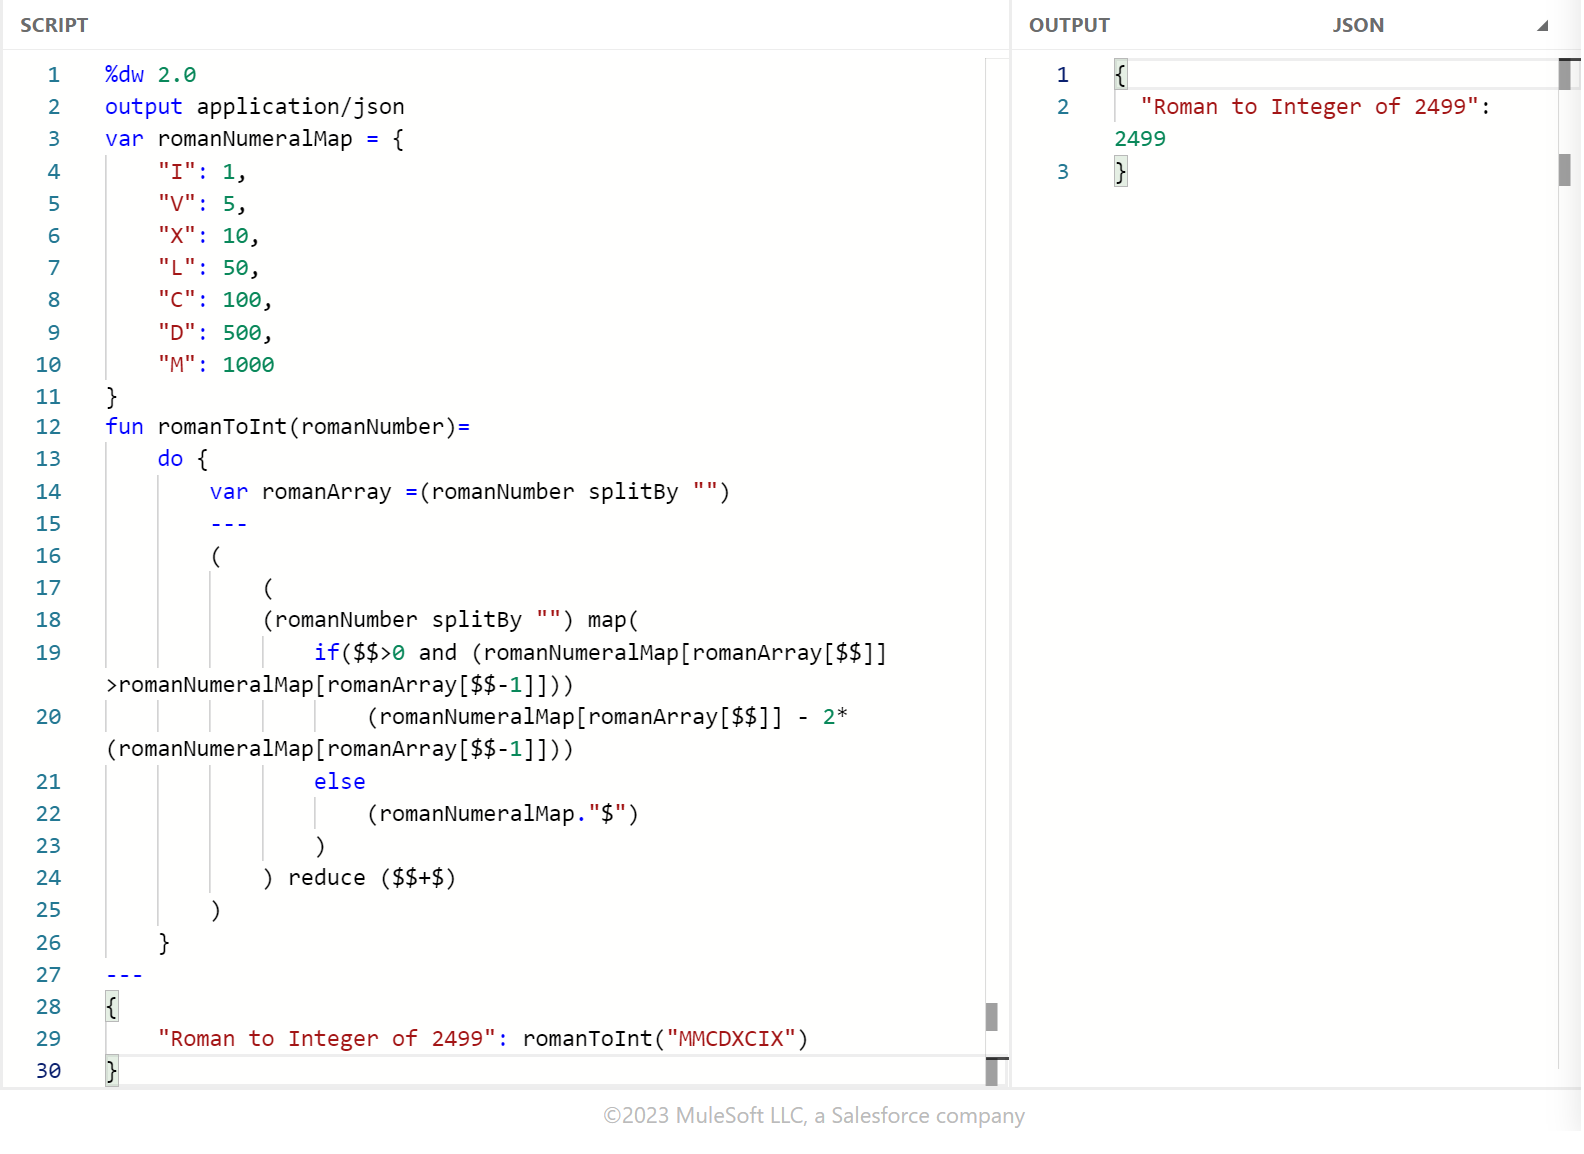 SCRIPT
1 %dw 2.0
2 output application/json
3 var romanNumeralMap = {
4 "I": 1,
5 "V": 5,
6 "X": 10,
7 "L": 50,
8 "C": 100,
9 "D": 500,
10 "M": 1000
11 }
12 fun romanToInt(romanNumber)=
13 do {
14 var romanArray =(romanNumber splitBy "")
15 ---
16 (
17 (
18 (romanNumber splitBy "") map(
19 if($$>0 and (romanNumeralMap[romanArray[$$]]
>romanNumeralMap[romanArray[$$-1]]))
20 (romanNumeralMap[romanArray[$$]] - 2*
(romanNumeralMap[romanArray[$$-1]]))
21 else
22 (romanNumeralMap."$")
23 )
24 ) reduce ($$+$)
25 )
26 }
27 ---
28 {
29 "Roman to Integer of 2499": romanToInt("MMCDXCIX")
30 }
OUTPUT JSON
1 {
2 "Roman to Integer of 2499":
2499
3 }
©2023 MuleSoft LLC, a Salesforce company